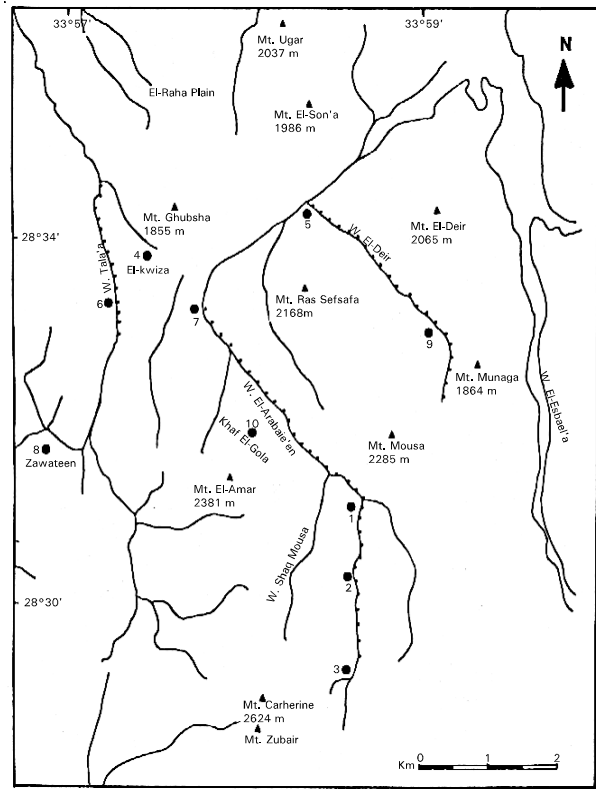 33°57'
33°59'
Mt. Ugar
2037 m
N
El-Raha Plain
Mt. El-Son'a
1986 m
Mt. Ghubsha
1855 m
5
Mt. El-Deir
2065 m
W. El-Deir
28°34'
4
El-kwiza
W. Tala'a
6
7
Mt. Ras Sefsafa
2168m
9
Mt. Munaga
1864 m
W. El-Esbael'a
W. El-Arbaie'en
10
Khaf El-Gola
Mt. Mousa
2285 m
8
Zawateen
Mt. El-Amar
2381 m
1
W. Shaq Mousa
2
28°30'
3
Mt. Carherine
2624 m
Mt. Zubair
Km
0
1
2